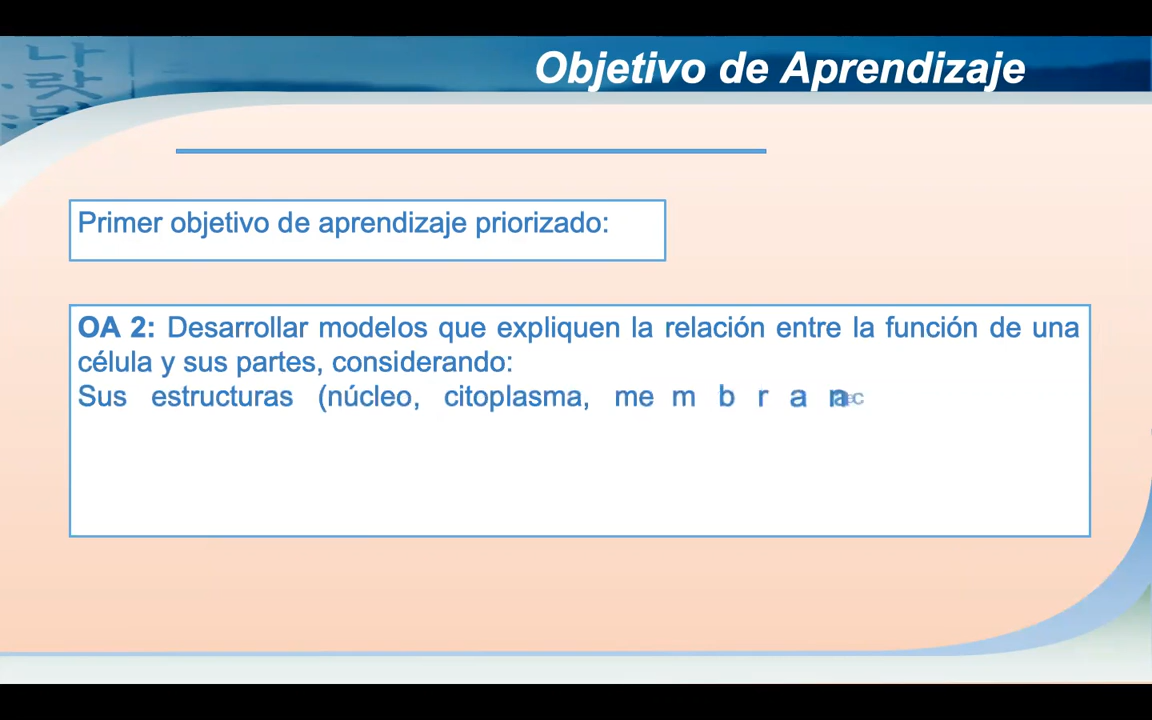 Objetivo de Aprendizaje
Primer objetivo de aprendizaje priorizado:
OA 2: Desarrollar modelos que expliquen la relación entre la función de una
célula y sus partes, considerando:
Sus estructuras (núcleo, citoplasma, membran